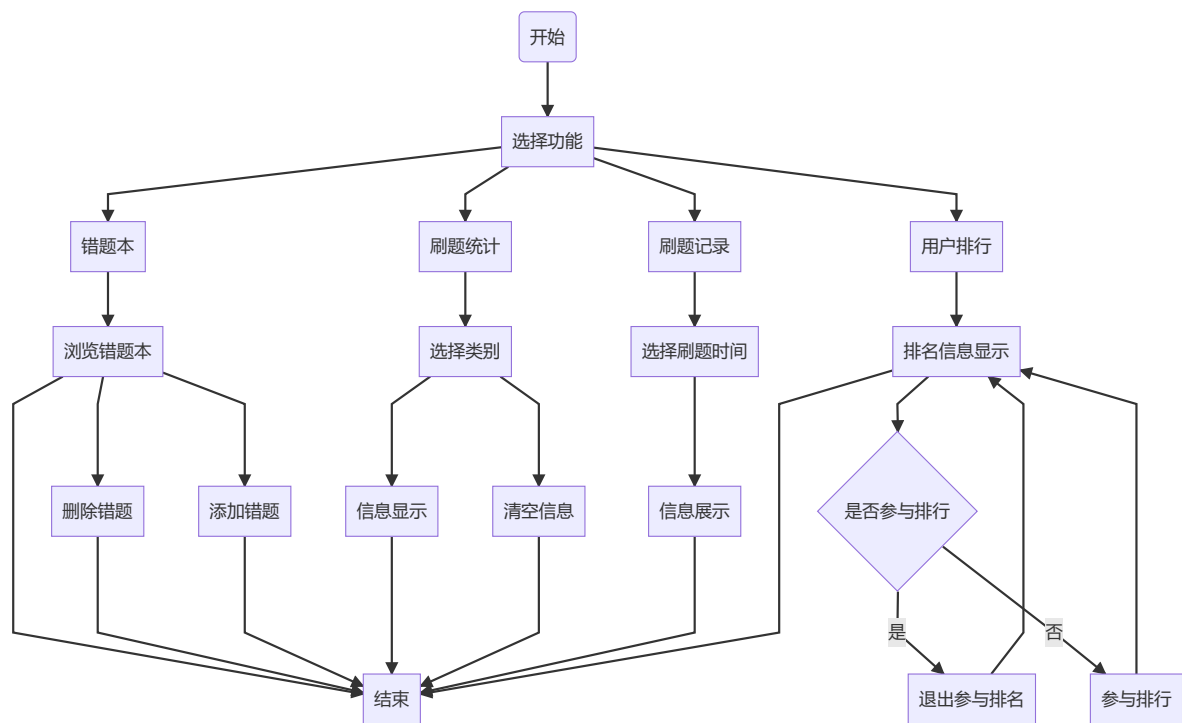 开始
选择功能
错题本
刷题统计
刷题记录
用户排行
浏览错题本
选择类别
选择刷题时间
排名信息显示
删除错题
添加错题
信息显示
清空信息
信息展示
是否参与排行
是
否
结束
退出参与排名
参与排行